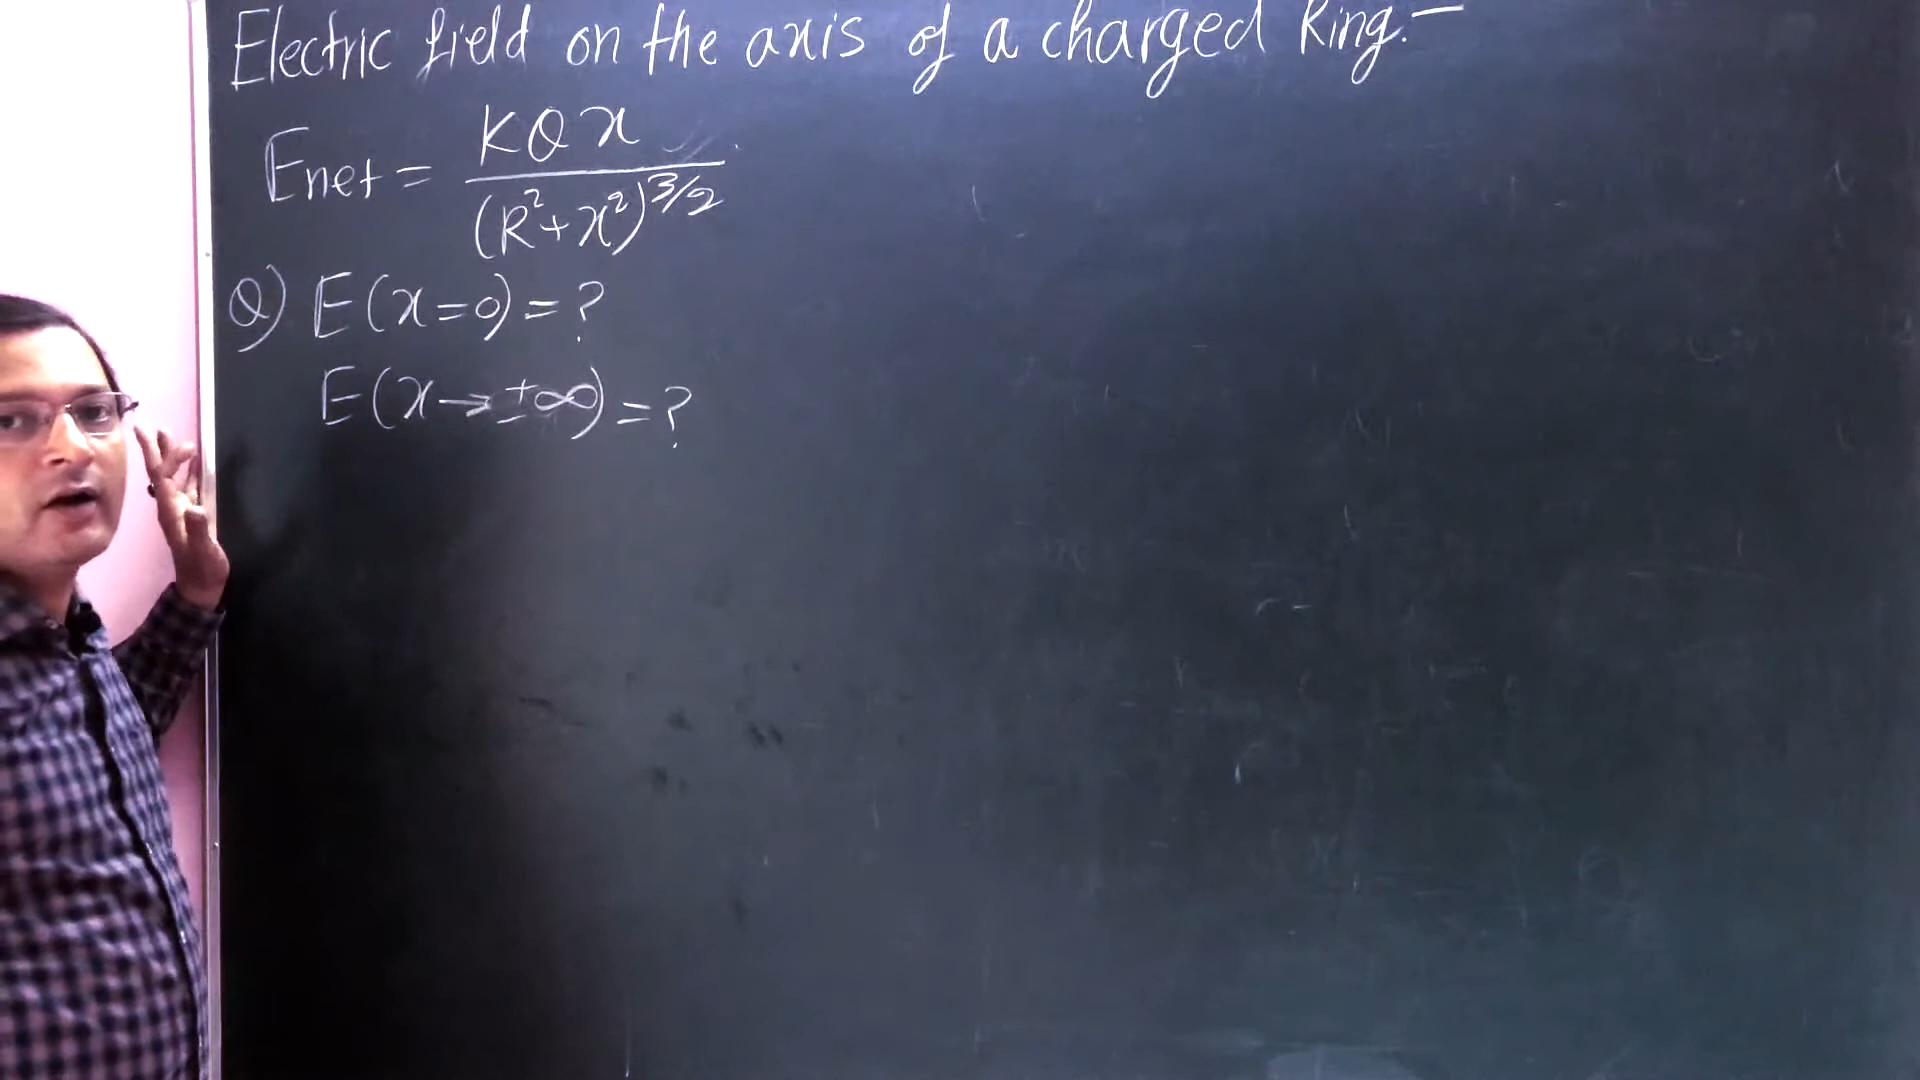 Electric field on the axis of a charged Ring:-
Enet = KQx / (R²+x²)^3/2
Q) E(x=0)=?
E(x→±∞)=?